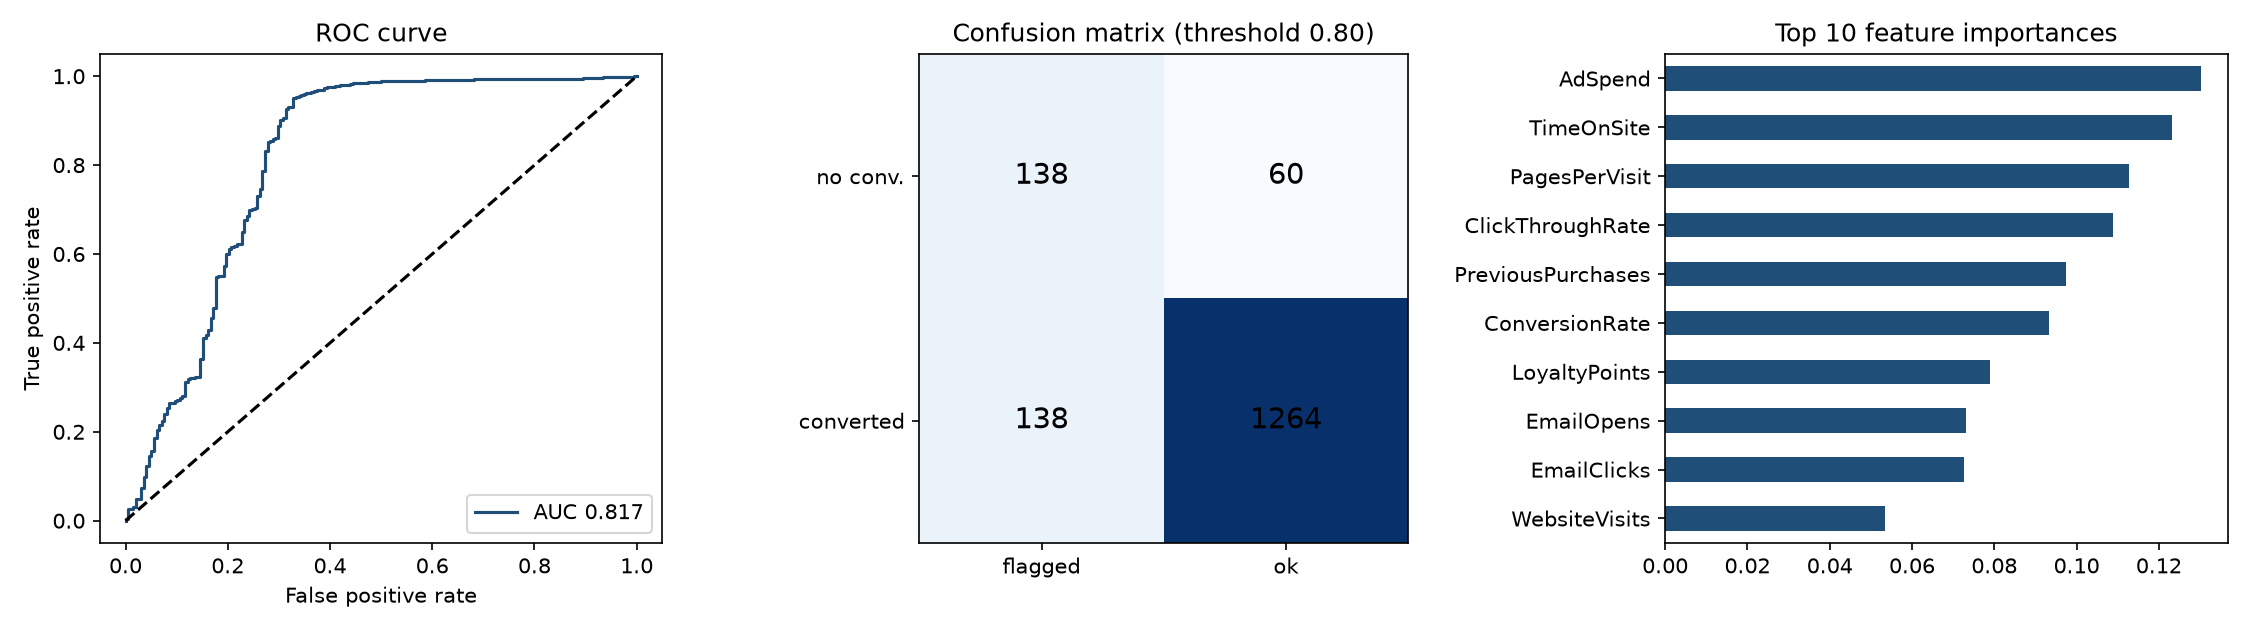 ROC curve
1.0
0.8
0.6
0.4
0.2
0.0
True positive rate
0.0 0.2 0.4 0.6 0.8 1.0
False positive rate
AUC 0.817
Confusion matrix (threshold 0.80)
no conv. 138 60
converted 138 1264
flagged ok
Top 10 feature importances
AdSpend
TimeOnSite
PagesPerVisit
ClickThroughRate
PreviousPurchases
ConversionRate
LoyaltyPoints
EmailOpens
EmailClicks
WebsiteVisits
0.00 0.02 0.04 0.06 0.08 0.10 0.12